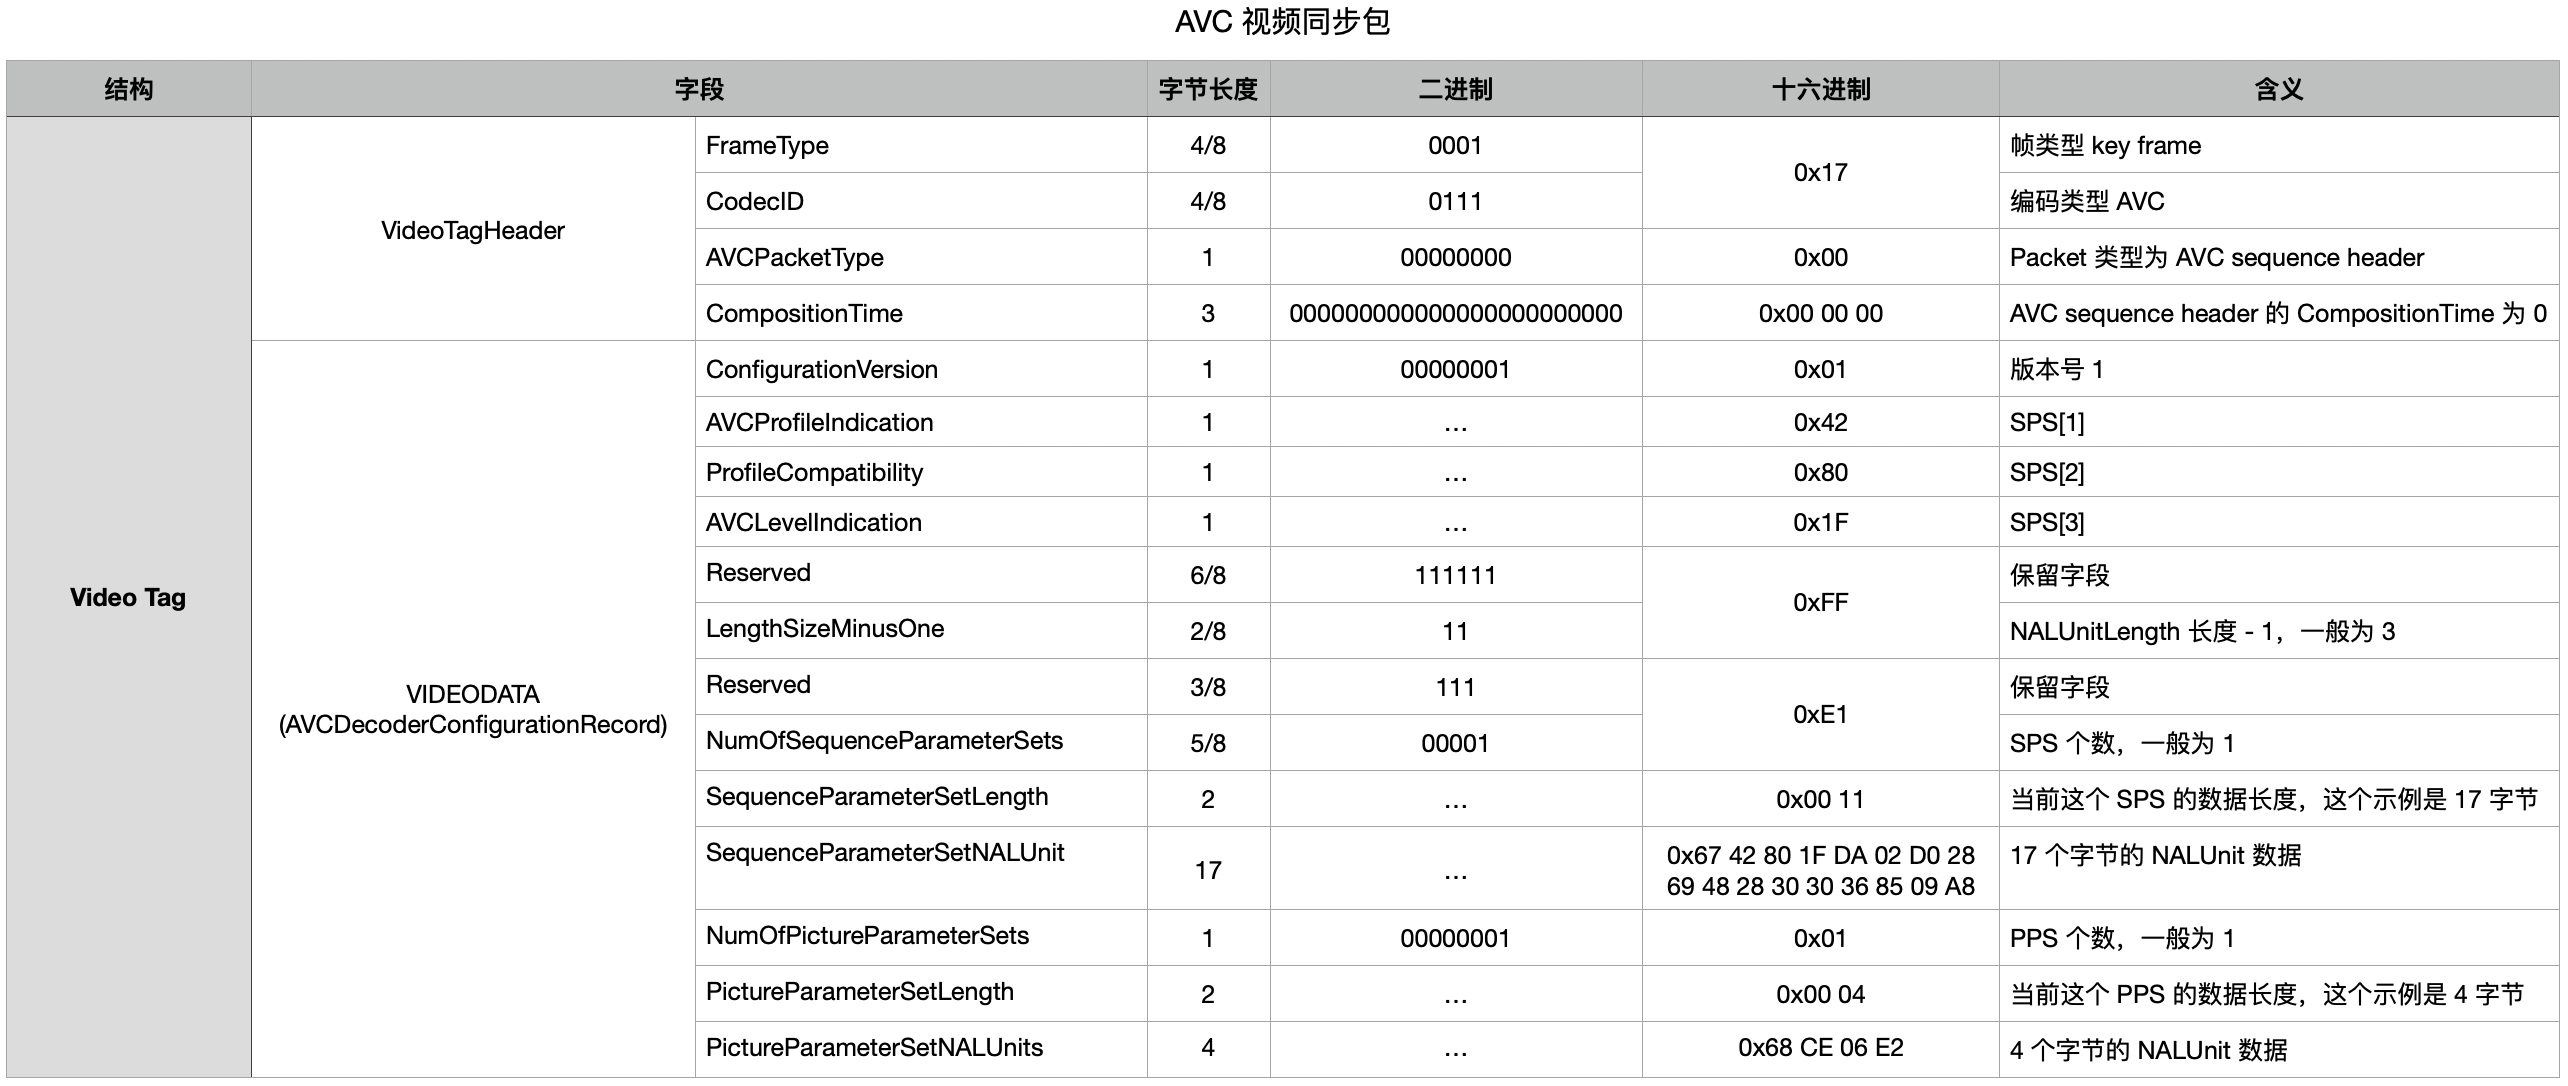 AVC 视频同步包
结构 字段 字节长度 二进制 十六进制 含义
Video Tag
VideoTagHeader
FrameType 4/8 0001 0x17 帧类型 key frame
CodecID 4/8 0111 编码类型 AVC
AVCPacketType 1 00000000 0x00 Packet 类型为 AVC sequence header
CompositionTime 3 000000000000000000000000 0x00 00 00 AVC sequence header 的 CompositionTime 为 0
VIDEODATA
(AVCDecoderConfigurationRecord)
ConfigurationVersion 1 00000001 0x01 版本号 1
AVCProfileIndication 1 … 0x42 SPS[1]
ProfileCompatibility 1 … 0x80 SPS[2]
AVCLevelIndication 1 … 0x1F SPS[3]
Reserved 6/8 111111 0xFF 保留字段
LengthSizeMinusOne 2/8 11 NALUnitLength 长度 - 1，一般为 3
Reserved 3/8 111 0xE1 保留字段
NumOfSequenceParameterSets 5/8 00001 SPS 个数，一般为 1
SequenceParameterSetLength 2 … 0x00 11 当前这个 SPS 的数据长度，这个示例是 17 字节
SequenceParameterSetNALUnit 17 … 0x67 42 80 1F DA 02 D0 28 17 个字节的 NALUnit 数据
69 48 28 30 30 36 85 09 A8
NumOfPictureParameterSets 1 00000001 0x01 PPS 个数，一般为 1
PictureParameterSetLength 2 … 0x00 04 当前这个 PPS 的数据长度，这个示例是 4 字节
PictureParameterSetNALUnits 4 … 0x68 CE 06 E2 4 个字节的 NALUnit 数据